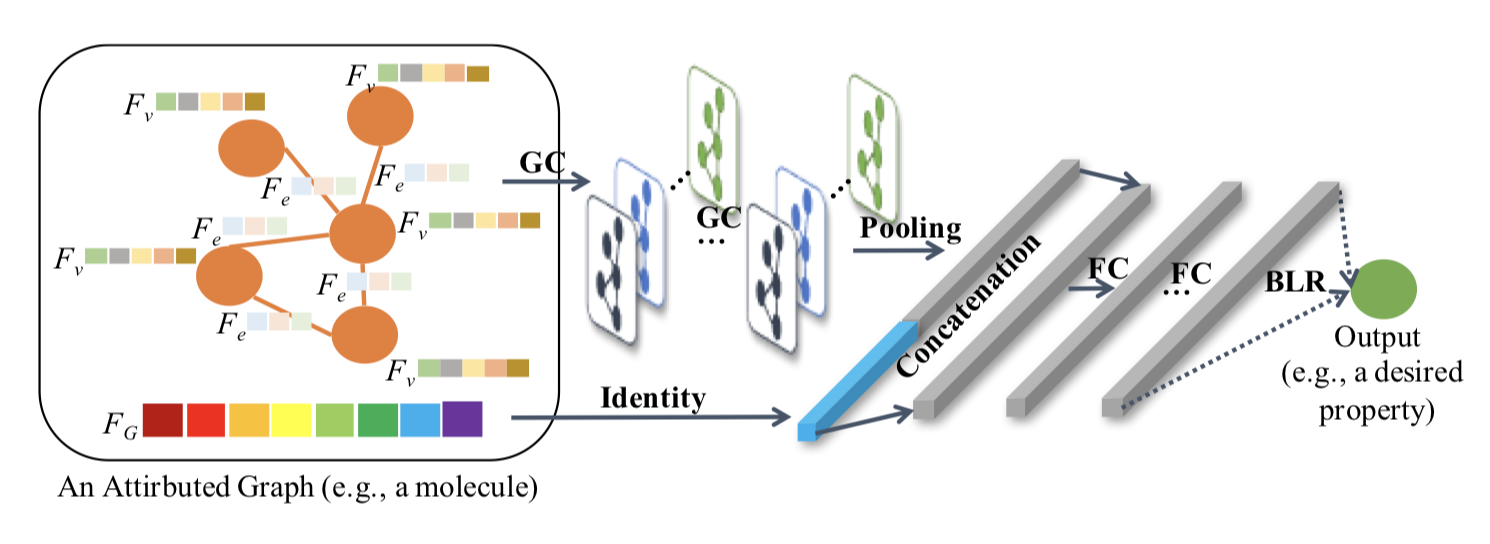 F_v
F_v
F_e
F_e
F_v
F_e
F_v
F_e
F_e
F_v
F_G
An Attirbuted Graph (e.g., a molecule)
GC
GC
...
Identity
Pooling
Concatenation
FC
FC
...
BLR
Output
(e.g., a desired
property)